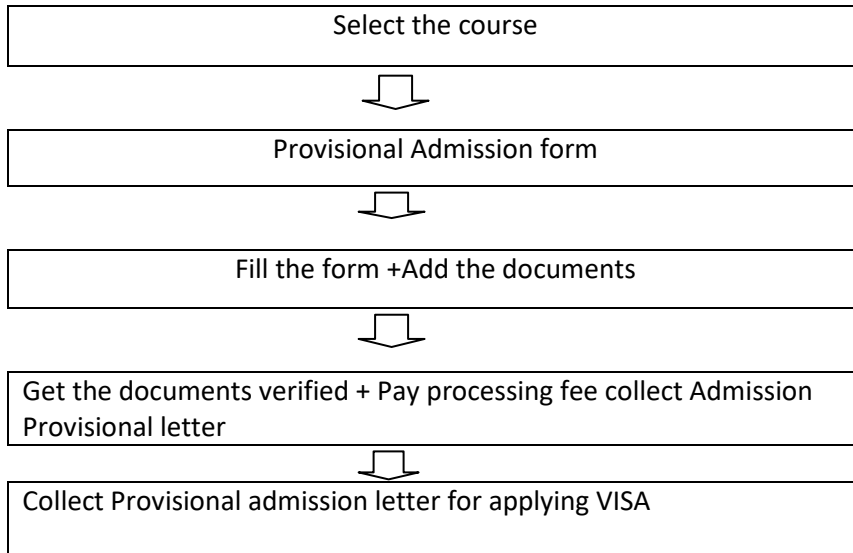 Select the course
Provisional Admission form
Fill the form +Add the documents
Get the documents verified + Pay processing fee collect Admission
Provisional letter
Collect Provisional admission letter for applying VISA